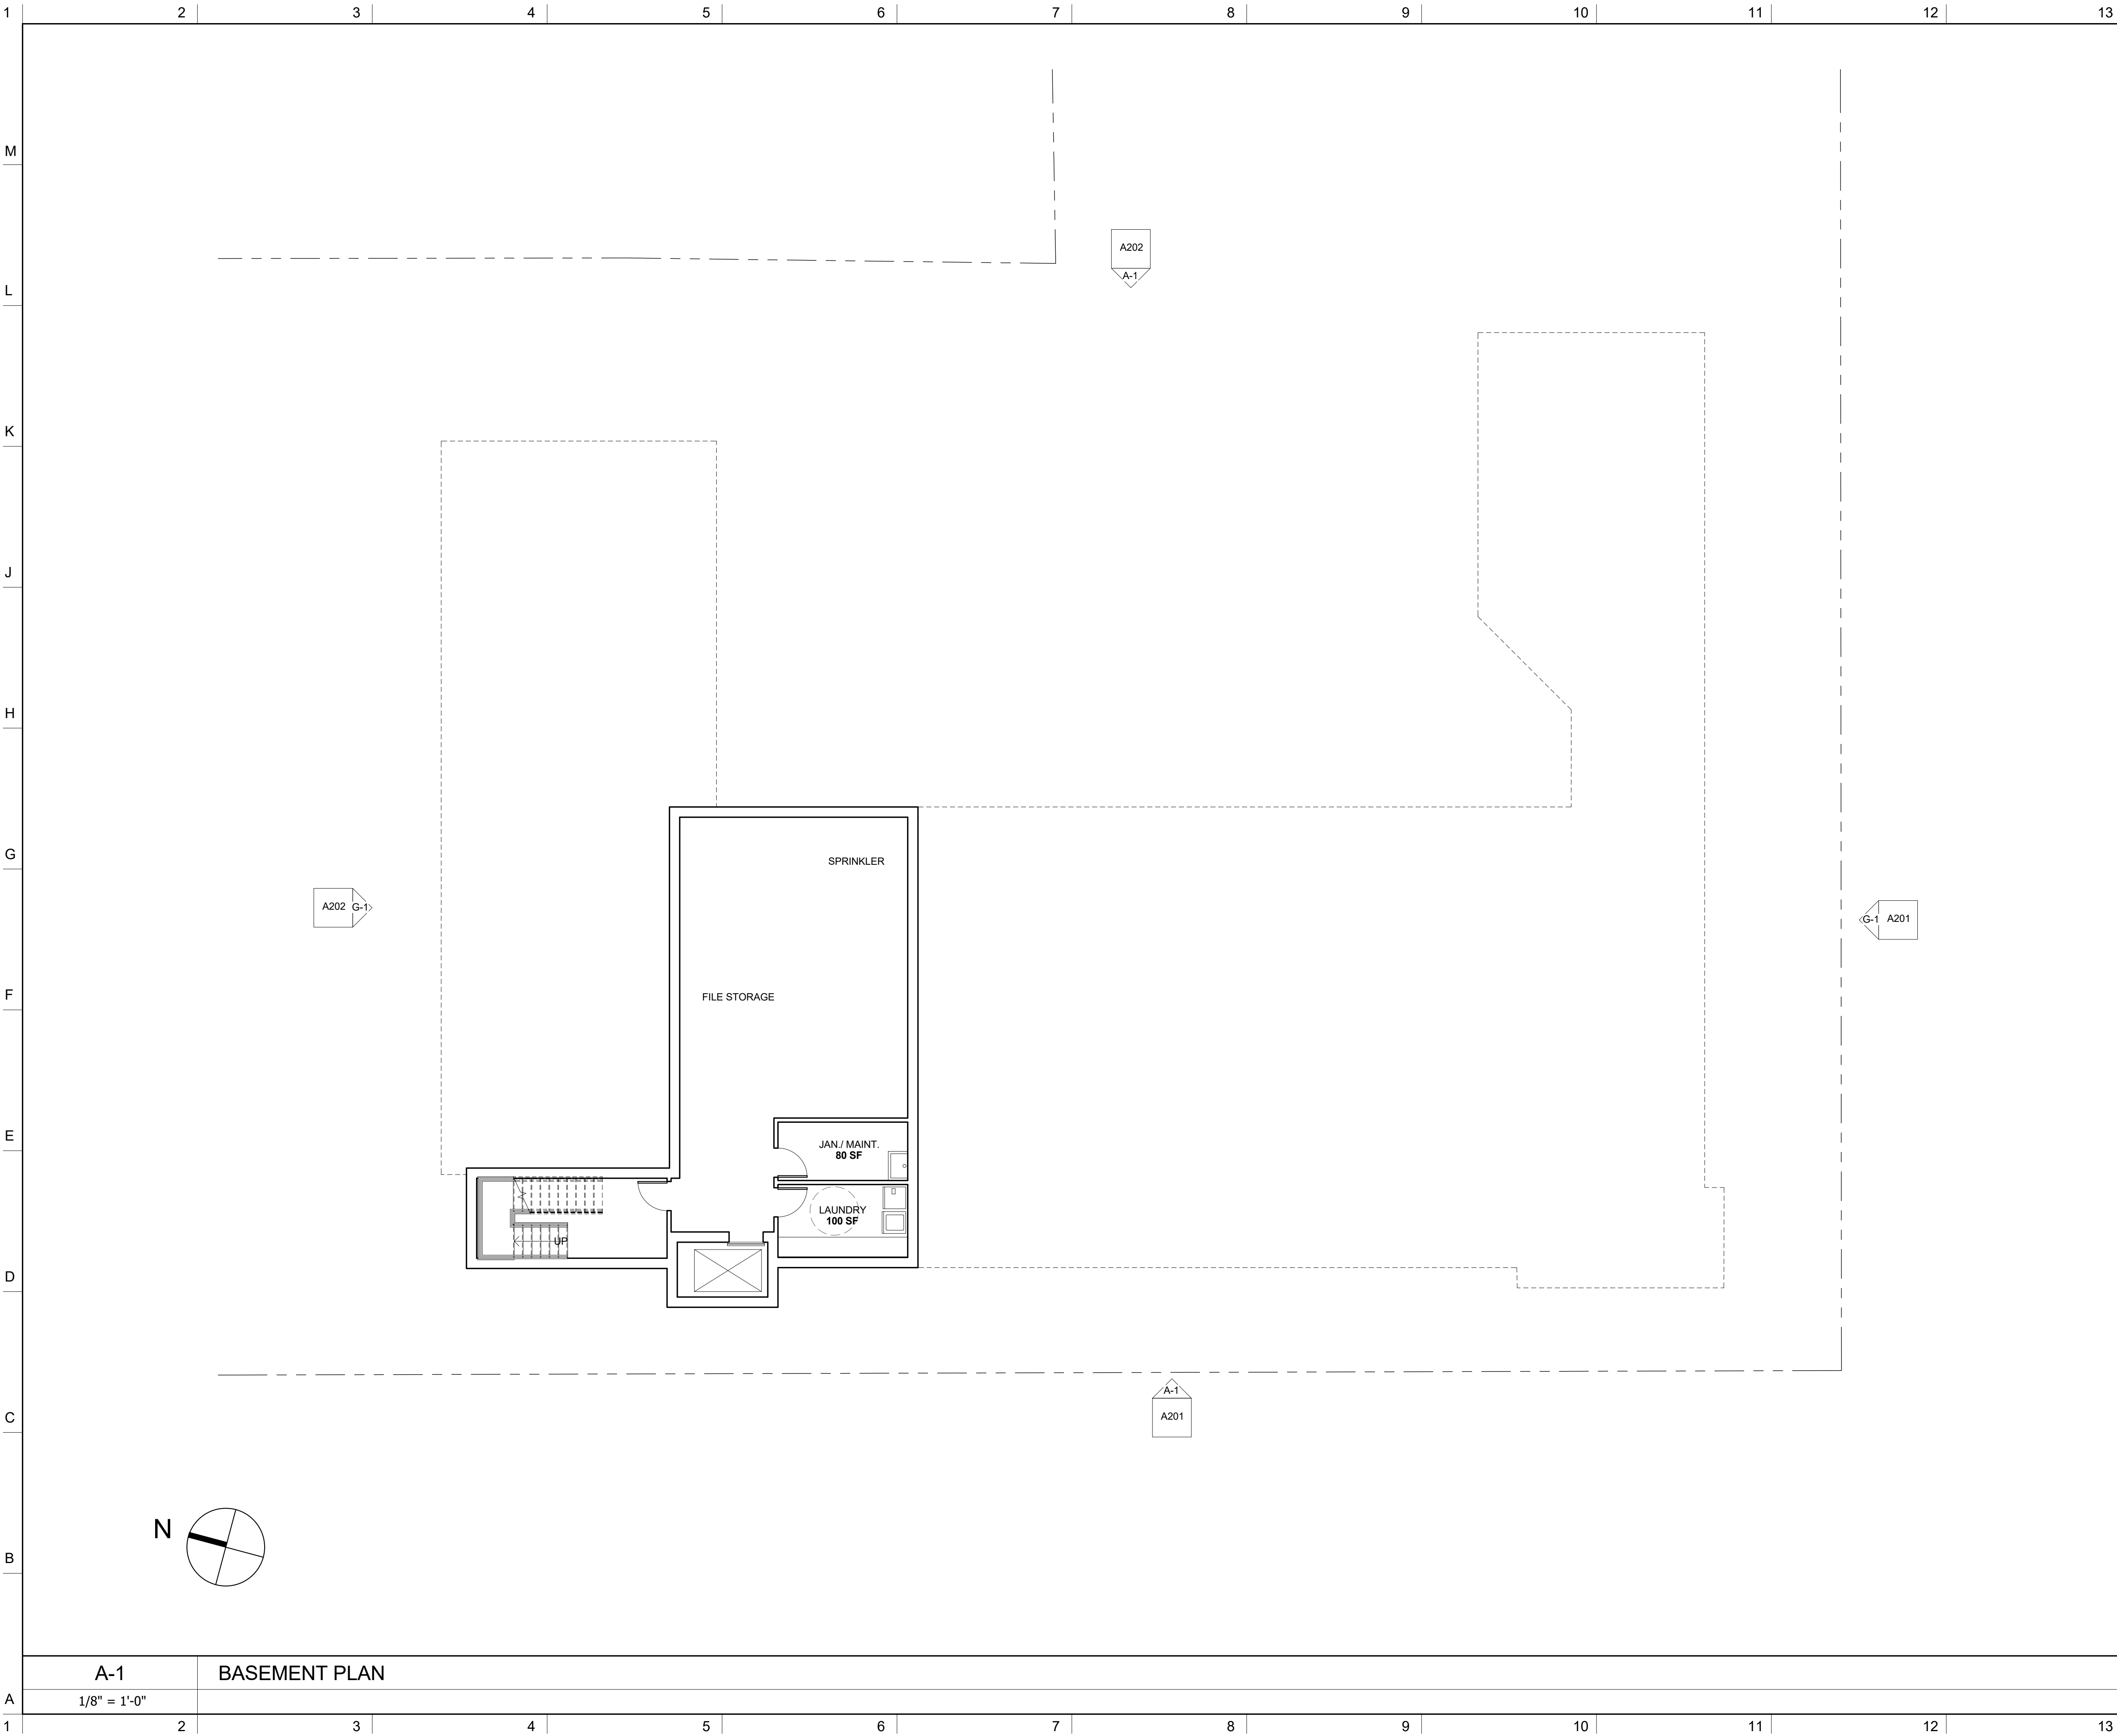 1 2 3 4 5 6 7 8 9 10 11 12 13
M
A202
A-1
L
K
J
H
G
SPRINKLER
A202 G-1
G-1 A201
F
FILE STORAGE
E
JAN./ MAINT.
80 SF
LAUNDRY
100 SF
UP
D
A-1
A201
C
N
B
A-1 BASEMENT PLAN
A
1/8" = 1'-0"
1 2 3 4 5 6 7 8 9 10 11 12 13